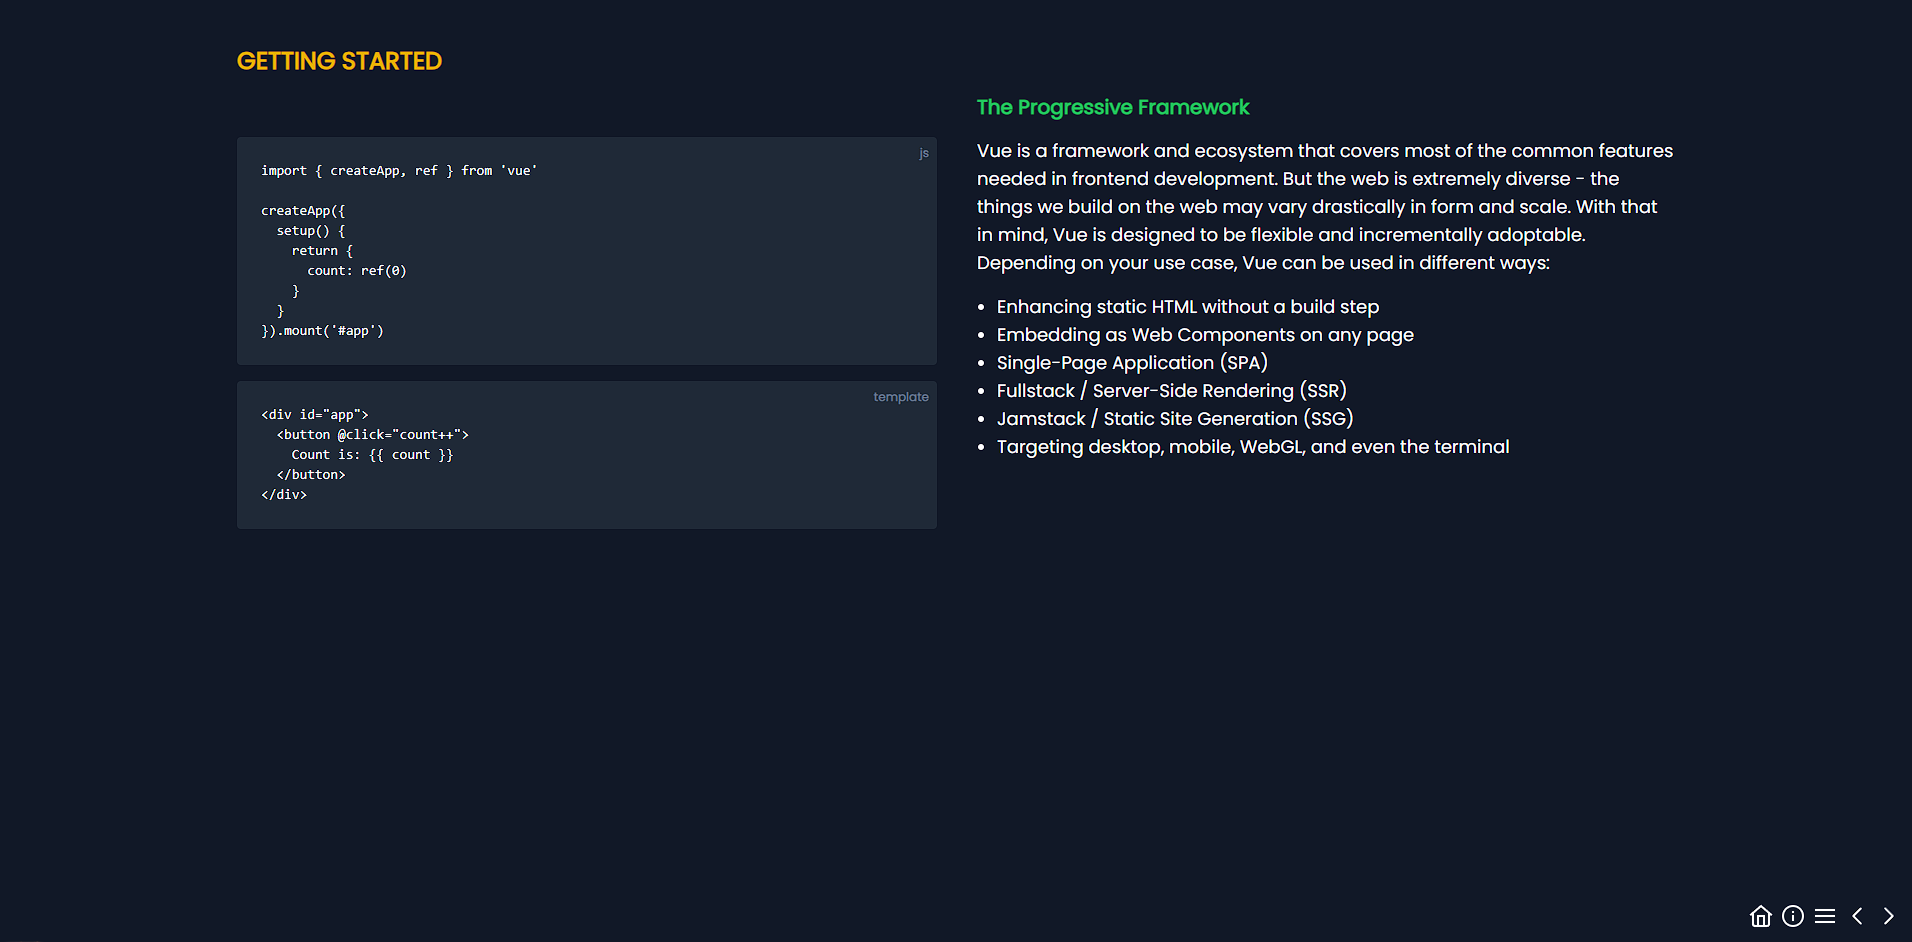 GETTING STARTED
js
import { createApp, ref } from 'vue'
createApp({
  setup() {
    return {
      count: ref(0)
    }
  }
}).mount('#app')
template
<div id="app">
  <button @click="count++">
    Count is: {{ count }}
  </button>
</div>
The Progressive Framework
Vue is a framework and ecosystem that covers most of the common features
needed in frontend development. But the web is extremely diverse - the
things we build on the web may vary drastically in form and scale. With that
in mind, Vue is designed to be flexible and incrementally adoptable.
Depending on your use case, Vue can be used in different ways:
• Enhancing static HTML without a build step
• Embedding as Web Components on any page
• Single-Page Application (SPA)
• Fullstack / Server-Side Rendering (SSR)
• Jamstack / Static Site Generation (SSG)
• Targeting desktop, mobile, WebGL, and even the terminal